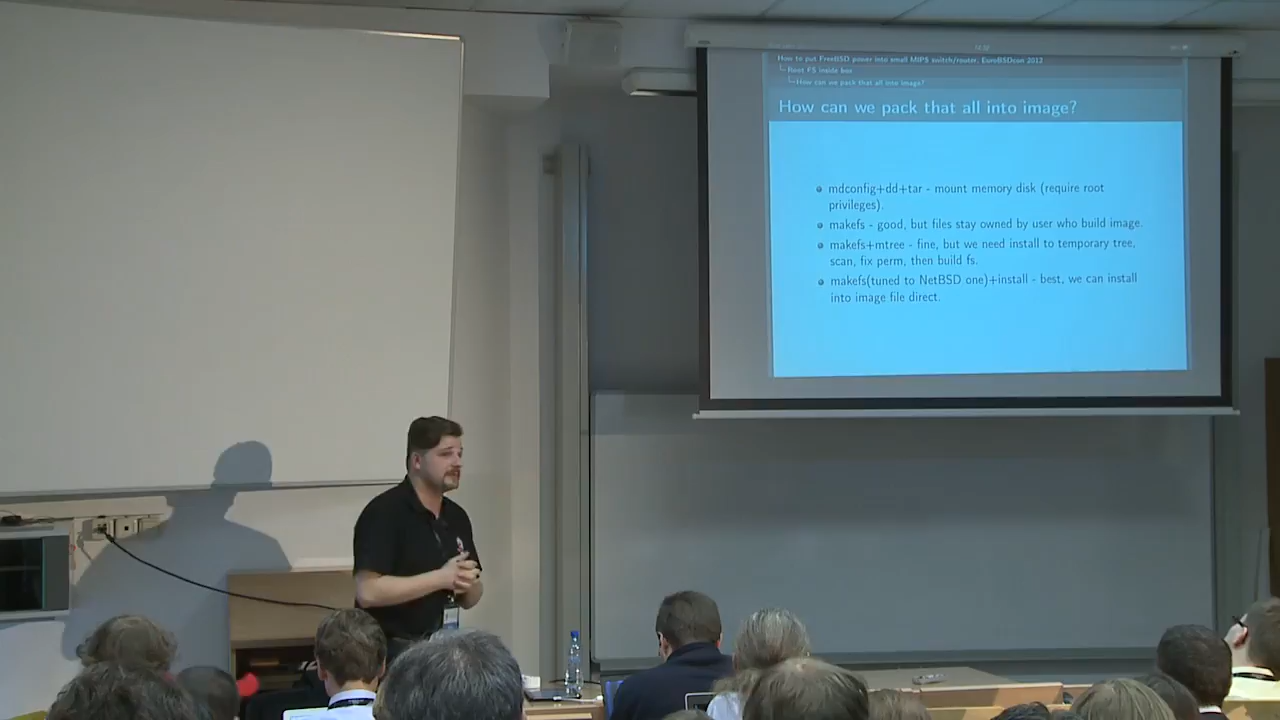 How to put FreeBSD power into small MIPS switch/router. EuroBSDcon 2012
Root FS inside box
How can we pack that all into image?
How can we pack that all into image?
mdconfig+dd+tar - mount memory disk (require root
privileges).
makefs - good, but files stay owned by user who build image.
makefs+mtree - fine, but we need install to temporary tree,
scan, fix perm, then build fs.
makefs(tuned to NetBSD one)+install - best, we can install
into image file direct.